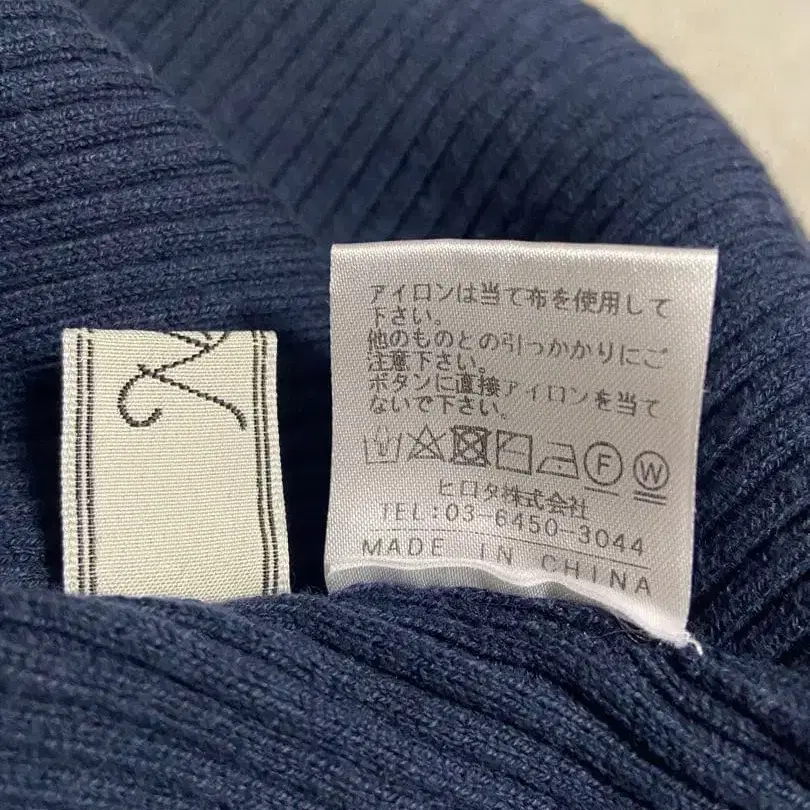 アイロンは当て布を使用して
下さい。
他のものとの引っかかりにご
注意下さい。
ボタンに直接アイロンを当て
ないで下さい。
F W
ヒロタ株式会社
TEL:03-6450-3044
MADE IN CHINA